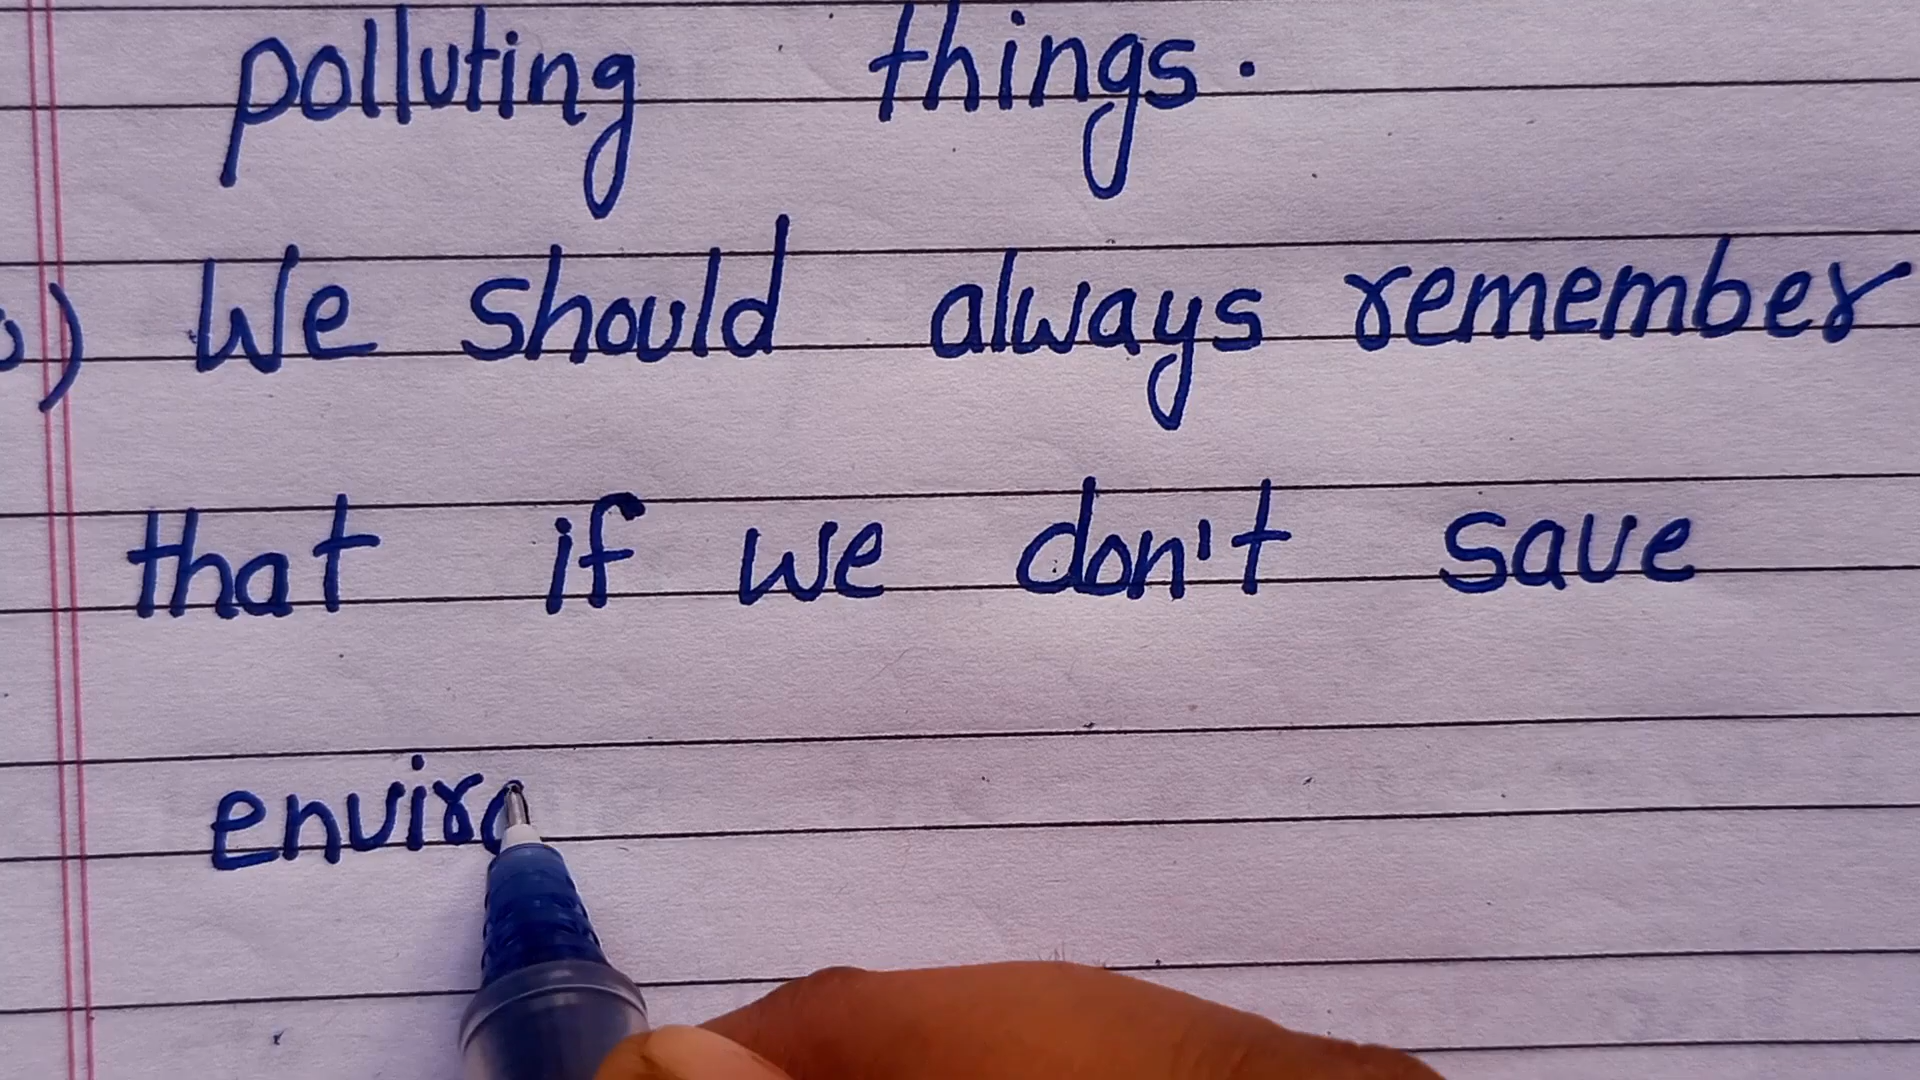 polluting things.
) We should always remember
that if we don't save
enviro